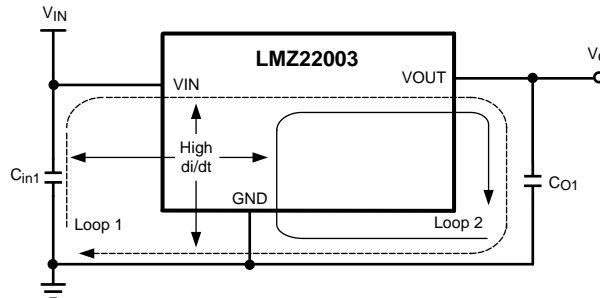 VIN
LMZ22003
VIN
VOUT
High
di/dt
Cin1
GND
CO1
Loop 1
Loop 2